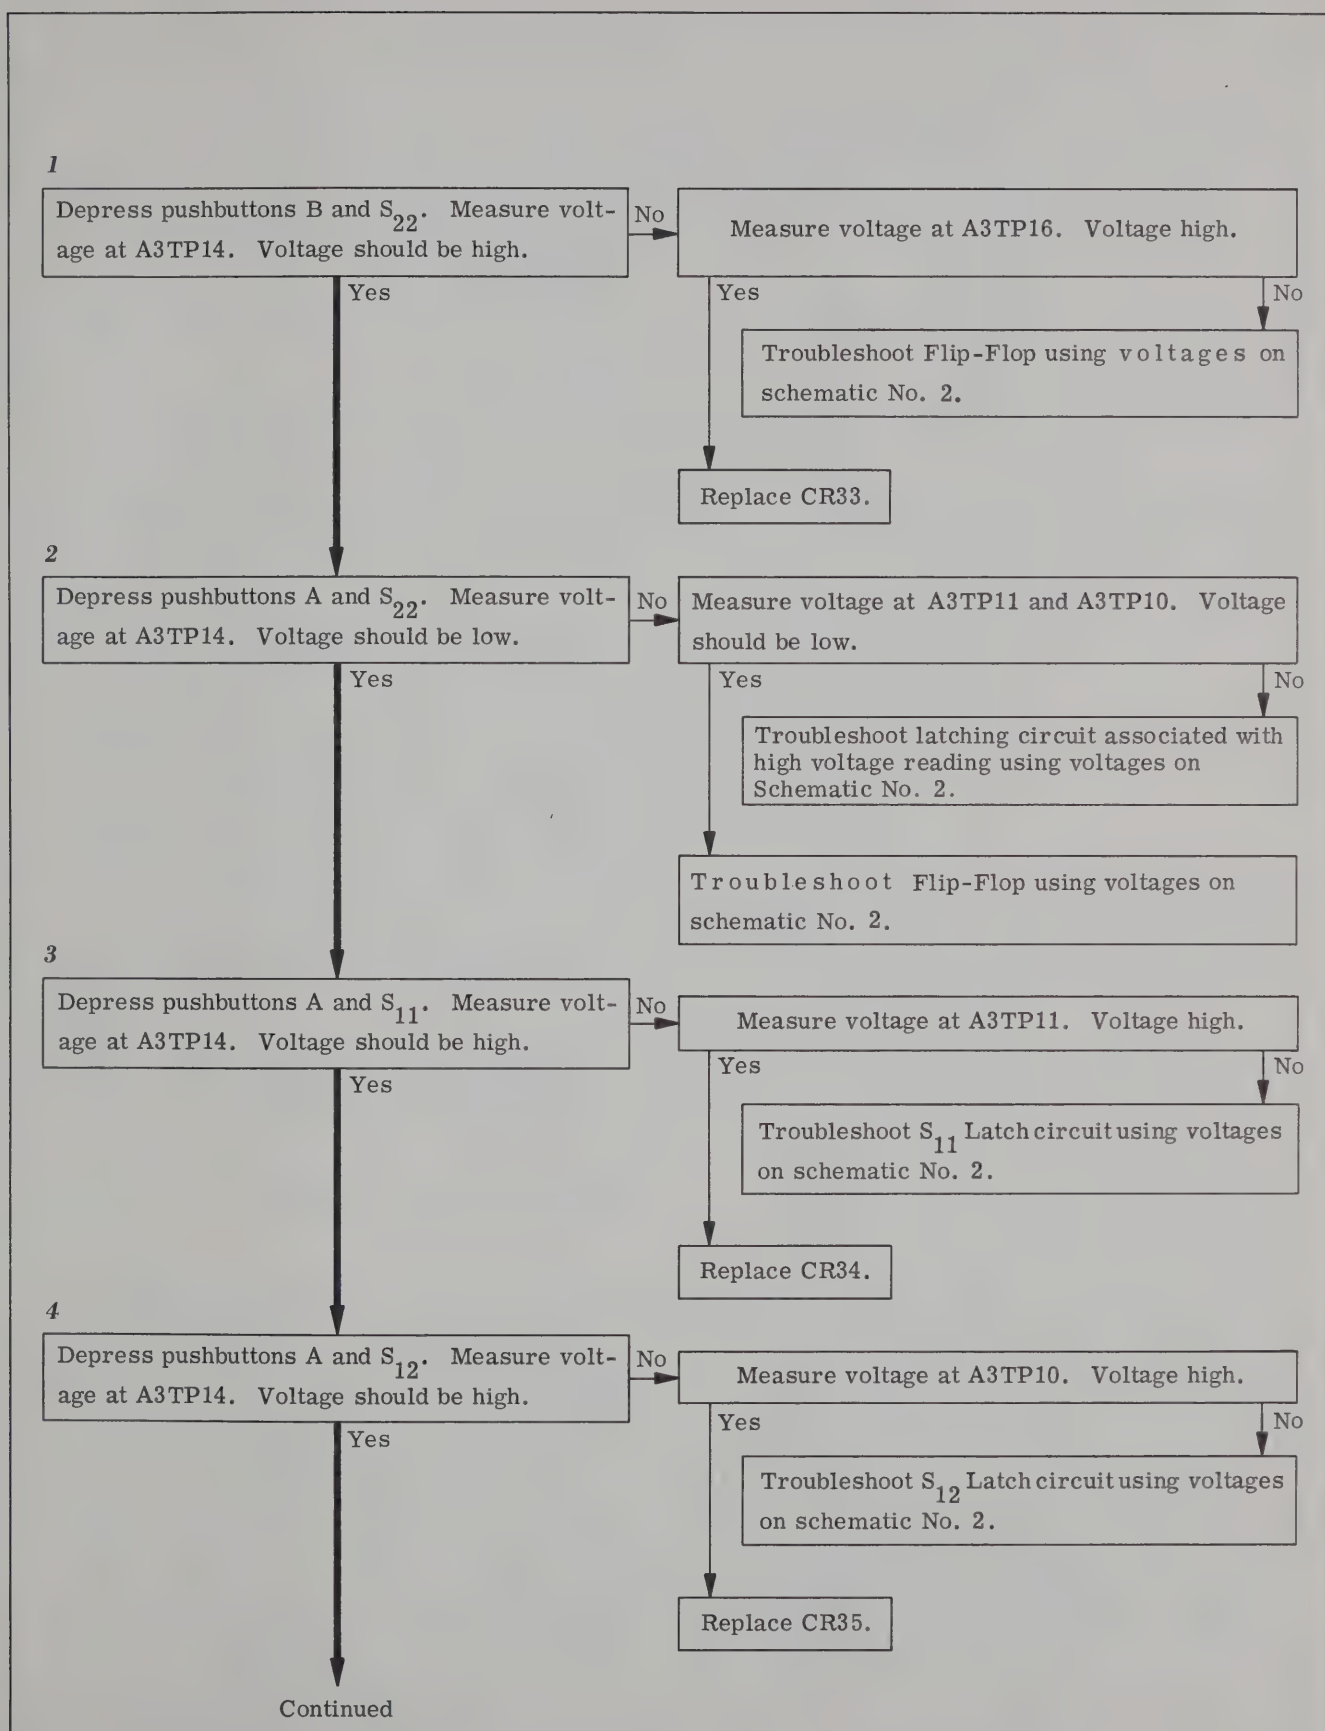 1
Depress pushbuttons B and S22. Measure volt-
age at A3TP14. Voltage should be high.
No
Measure voltage at A3TP16. Voltage high.
Yes
Yes
No
Troubleshoot Flip-Flop using voltages on
schematic No. 2.
Replace CR33.
2
Depress pushbuttons A and S22. Measure volt-
age at A3TP14. Voltage should be low.
No
Measure voltage at A3TP11 and A3TP10. Voltage
should be low.
Yes
Yes
No
Troubleshoot latching circuit associated with
high voltage reading using voltages on
Schematic No. 2.
Troubleshoot Flip-Flop using voltages on
schematic No. 2.
3
Depress pushbuttons A and S11. Measure volt-
age at A3TP14. Voltage should be high.
No
Measure voltage at A3TP11. Voltage high.
Yes
Yes
No
Troubleshoot S11 Latch circuit using voltages
on schematic No. 2.
Replace CR34.
4
Depress pushbuttons A and S12. Measure volt-
age at A3TP14. Voltage should be high.
No
Measure voltage at A3TP10. Voltage high.
Yes
Yes
No
Troubleshoot S12 Latch circuit using voltages
on schematic No. 2.
Replace CR35.
Continued